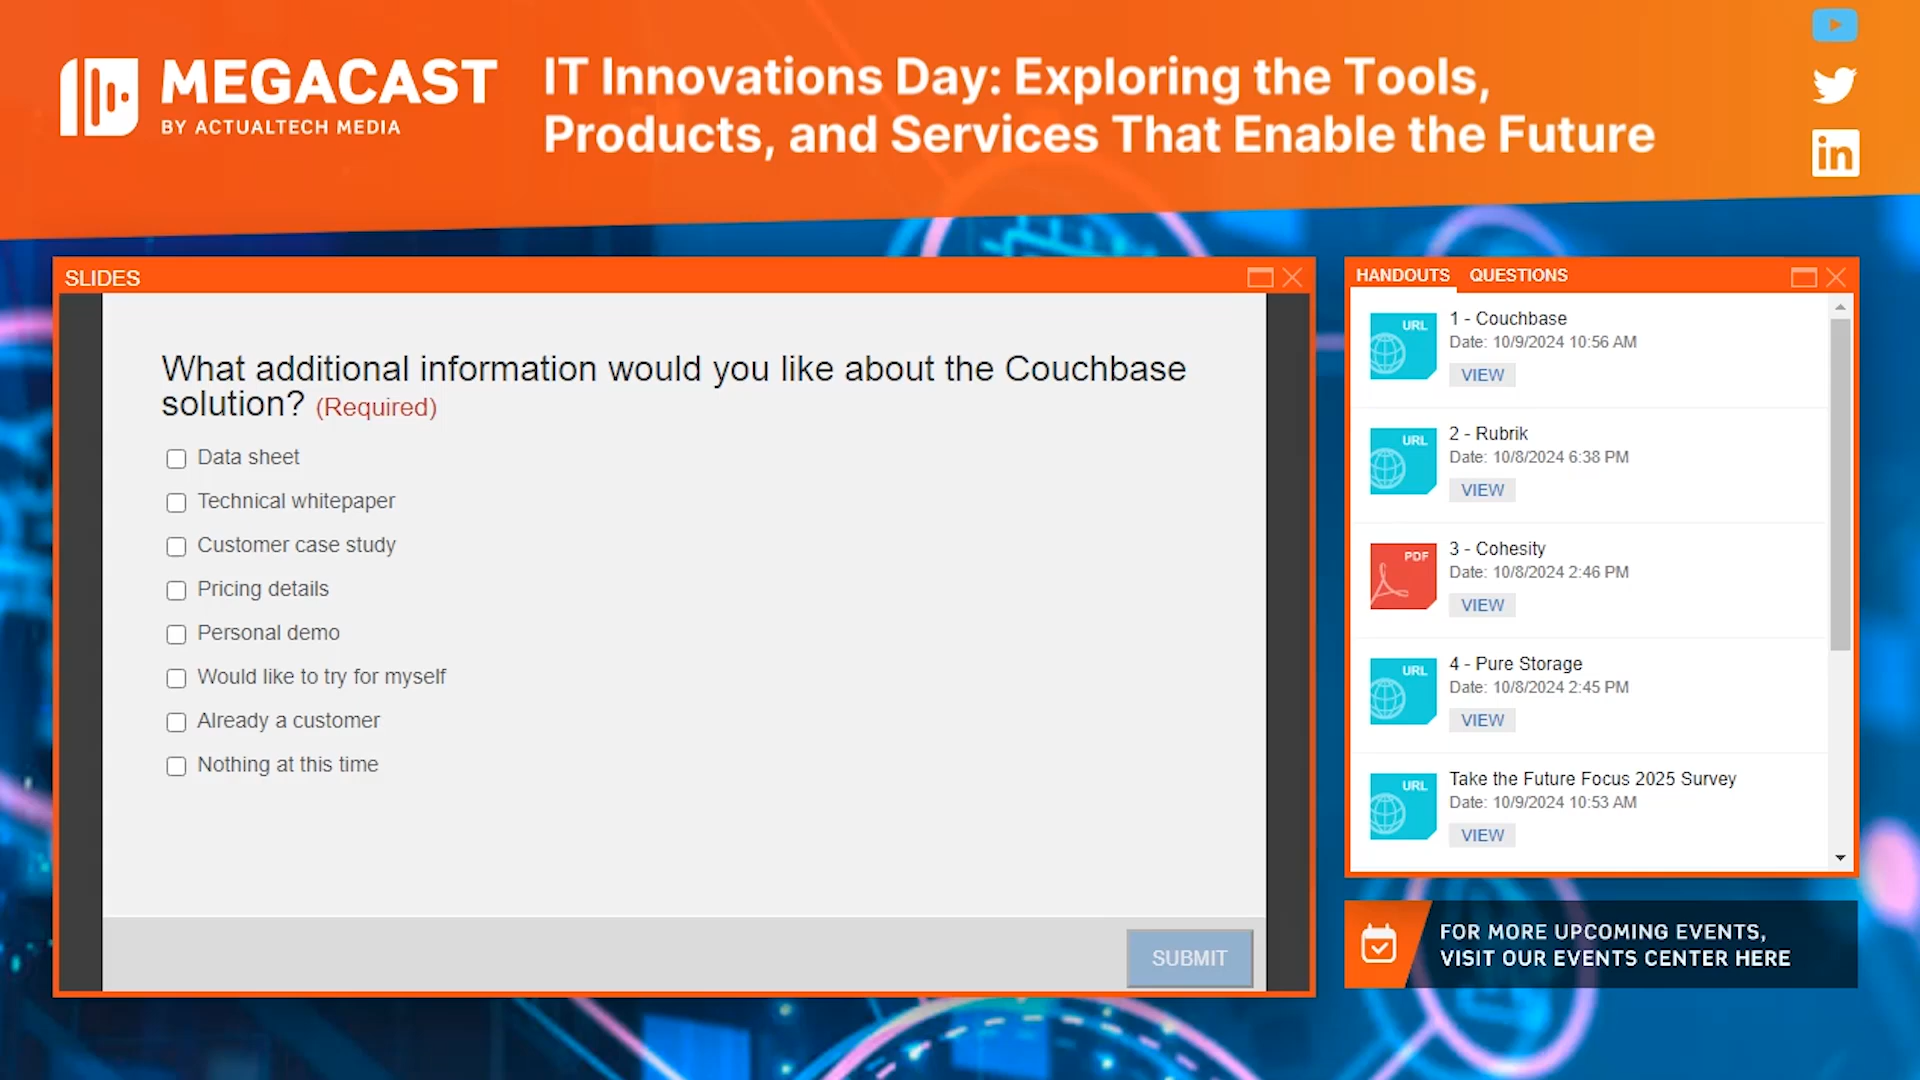 MEGACAST
BY ACTUALTECH MEDIA
IT Innovations Day: Exploring the Tools,
Products, and Services That Enable the Future
in
SLIDES
What additional information would you like about the Couchbase
solution? (Required)
Data sheet
Technical whitepaper
Customer case study
Pricing details
Personal demo
Would like to try for myself
Already a customer
Nothing at this time
SUBMIT
HANDOUTS QUESTIONS
URL
1 - Couchbase
Date: 10/9/2024 10:56 AM
VIEW
URL
2 - Rubrik
Date: 10/8/2024 6:38 PM
VIEW
PDF
3 - Cohesity
Date: 10/8/2024 2:46 PM
VIEW
URL
4 - Pure Storage
Date: 10/8/2024 2:45 PM
VIEW
URL
Take the Future Focus 2025 Survey
Date: 10/9/2024 10:53 AM
VIEW
FOR MORE UPCOMING EVENTS,
VISIT OUR EVENTS CENTER HERE